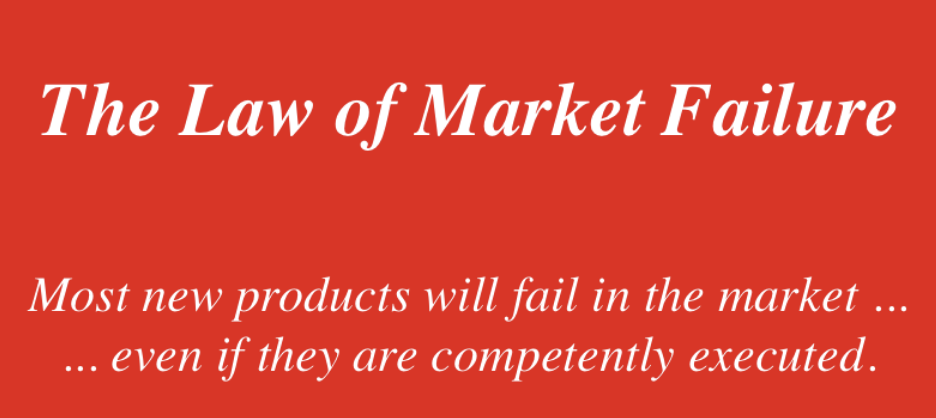 The Law of Market Failure
Most new products will fail in the market ...
... even if they are competently executed.